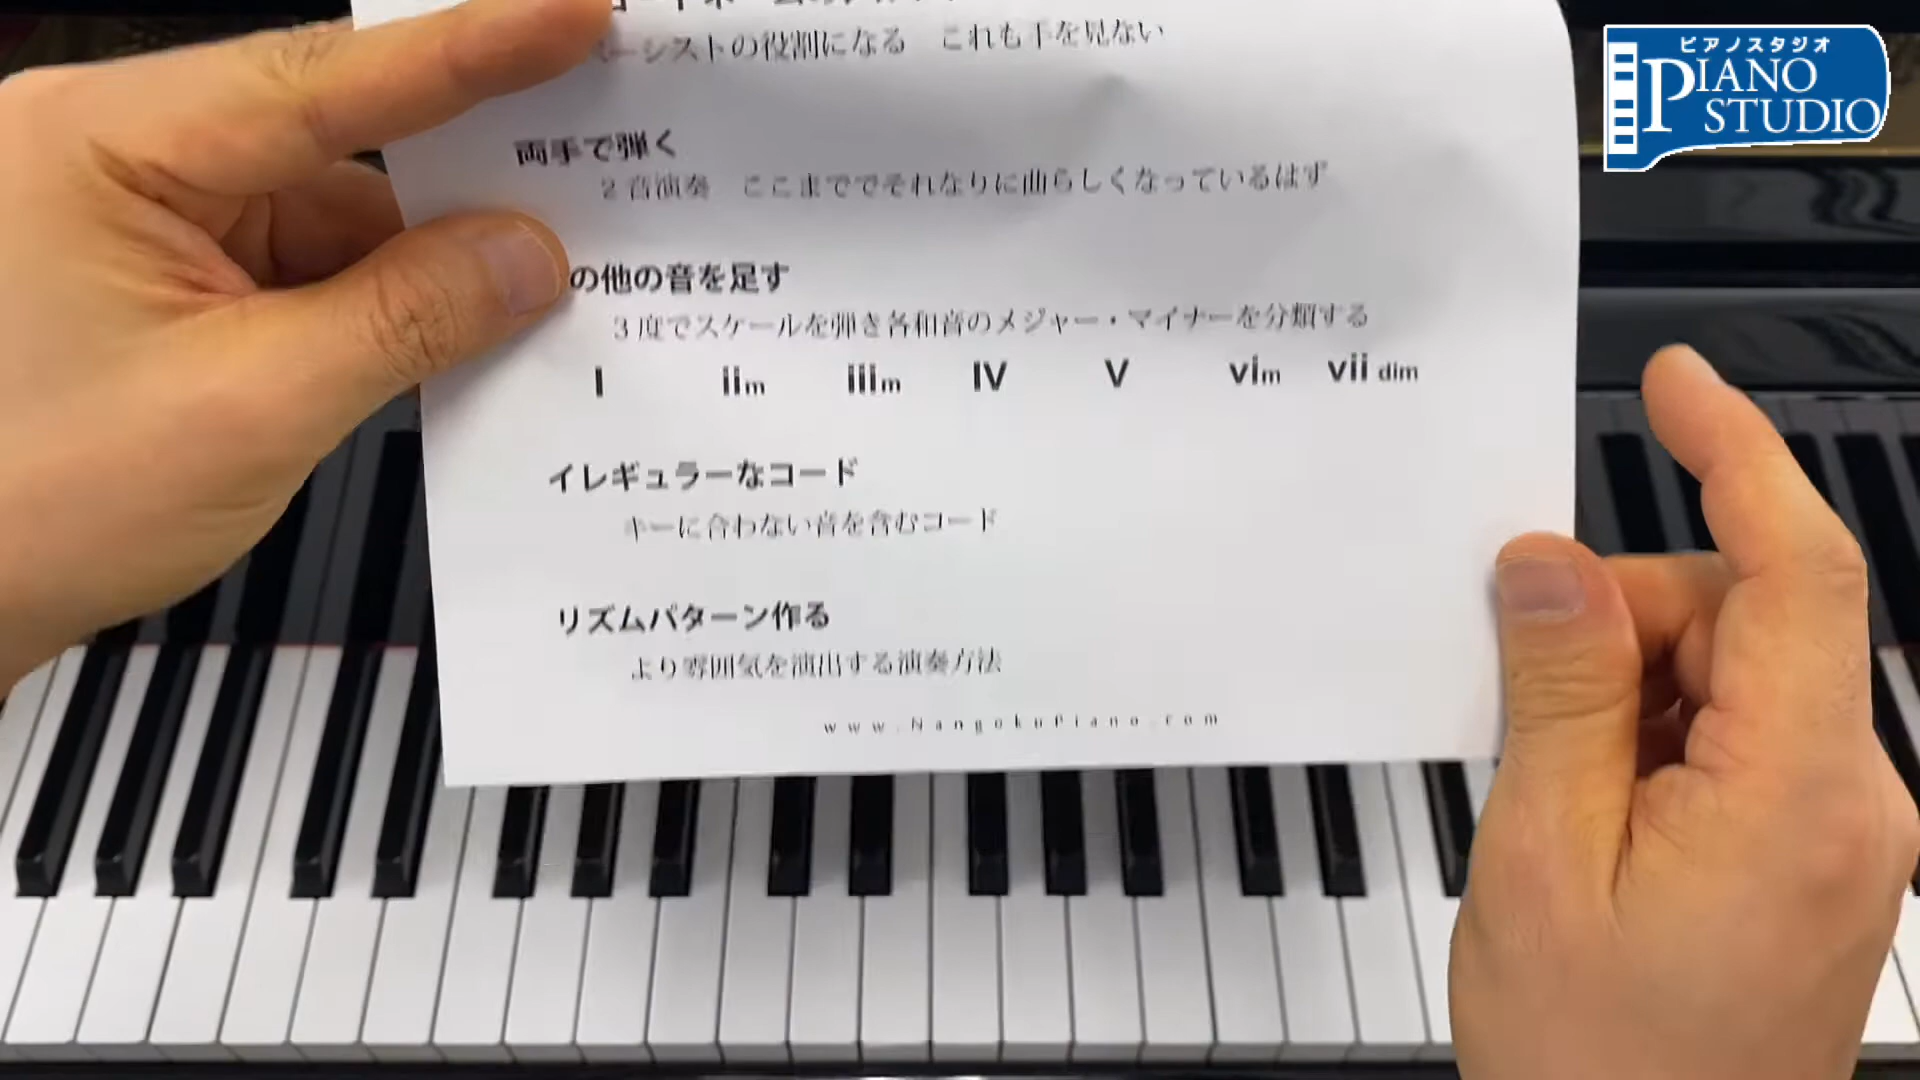 ーシストの役割になる これも手を見ない
両手で弾く
2音演奏 ここまででそれなりに曲らしくなっているはず
の他の音を足す
3度でスケールを弾き各和音のメジャー・マイナーを分類する
I iim iiim IV V vim vii dim
イレギュラーなコード
キーに合わない音を含むコード
リズムパターン作る
より雰囲気を演出する演奏方法
www.NangokuPiano.com
ピアノスタジオ
PIANO
STUDIO